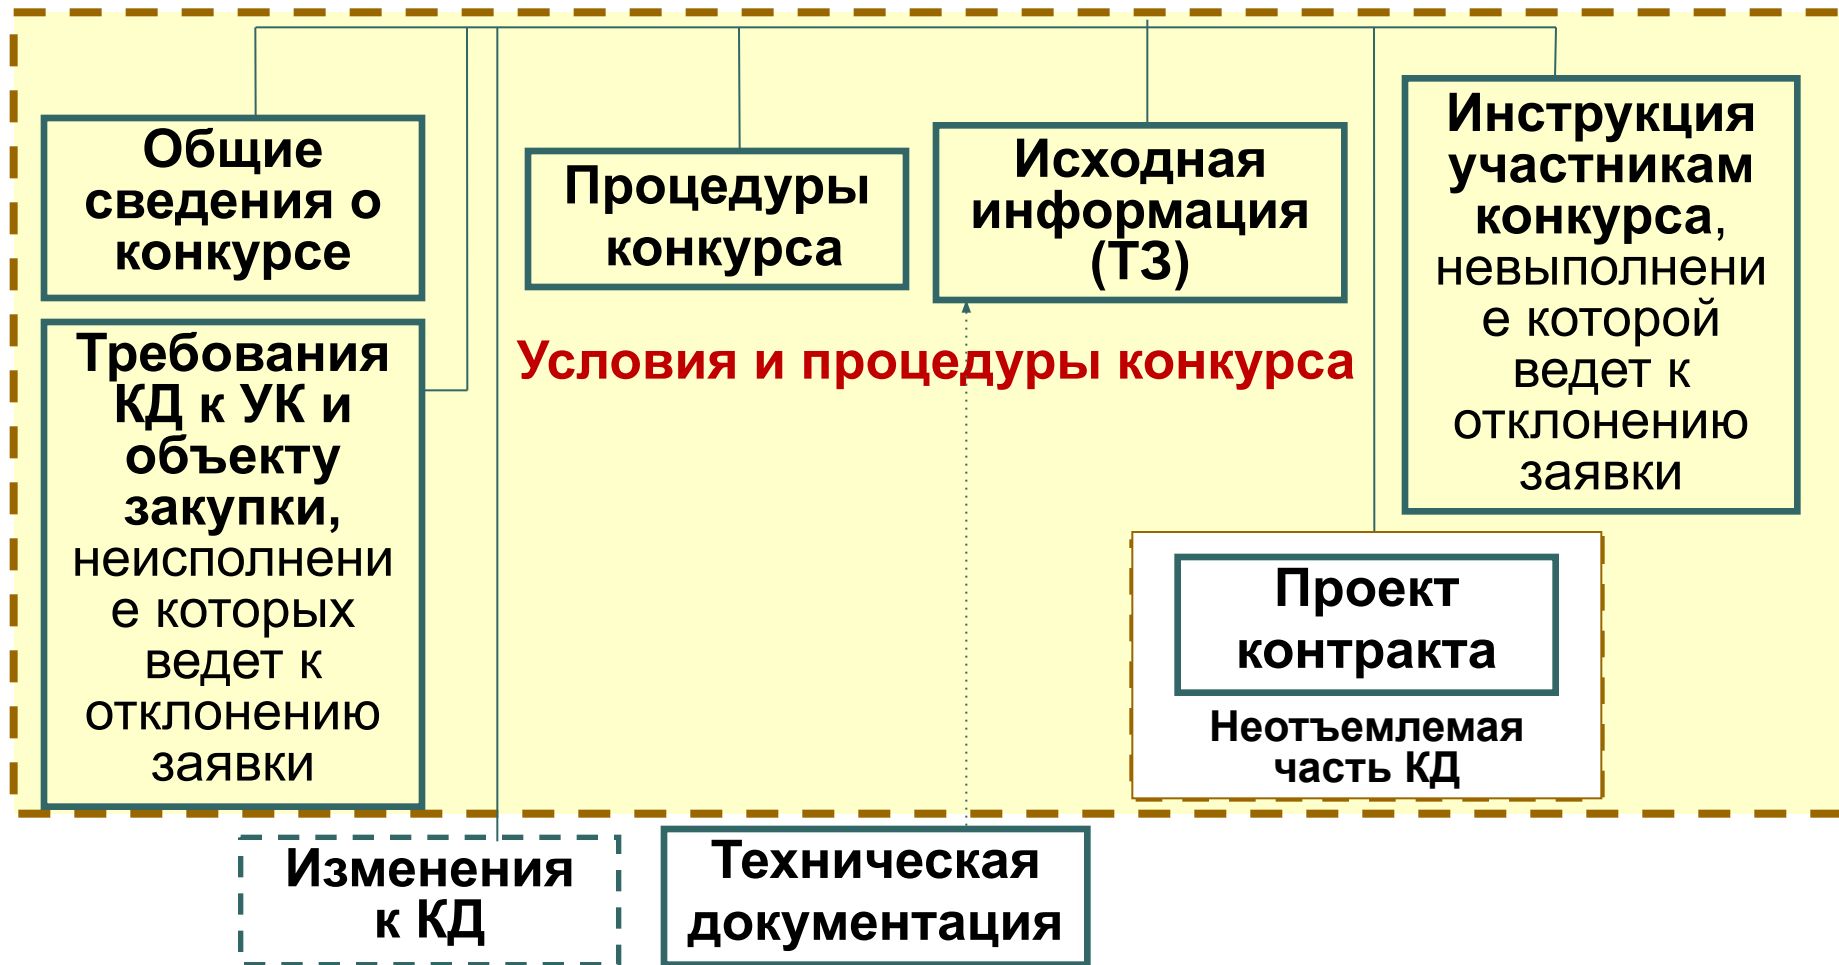 Общие
сведения о
конкурсе
Процедуры
конкурса
Исходная
информация
(ТЗ)
Инструкция
участникам
конкурса,
невыполнени
е которой
ведет к
отклонению
заявки
Требования
КД к УК и
объекту
закупки,
неисполнени
е которых
ведет к
отклонению
заявки
Условия и процедуры конкурса
Проект
контракта
Неотъемлемая
часть КД
Изменения
к КД
Техническая
документация